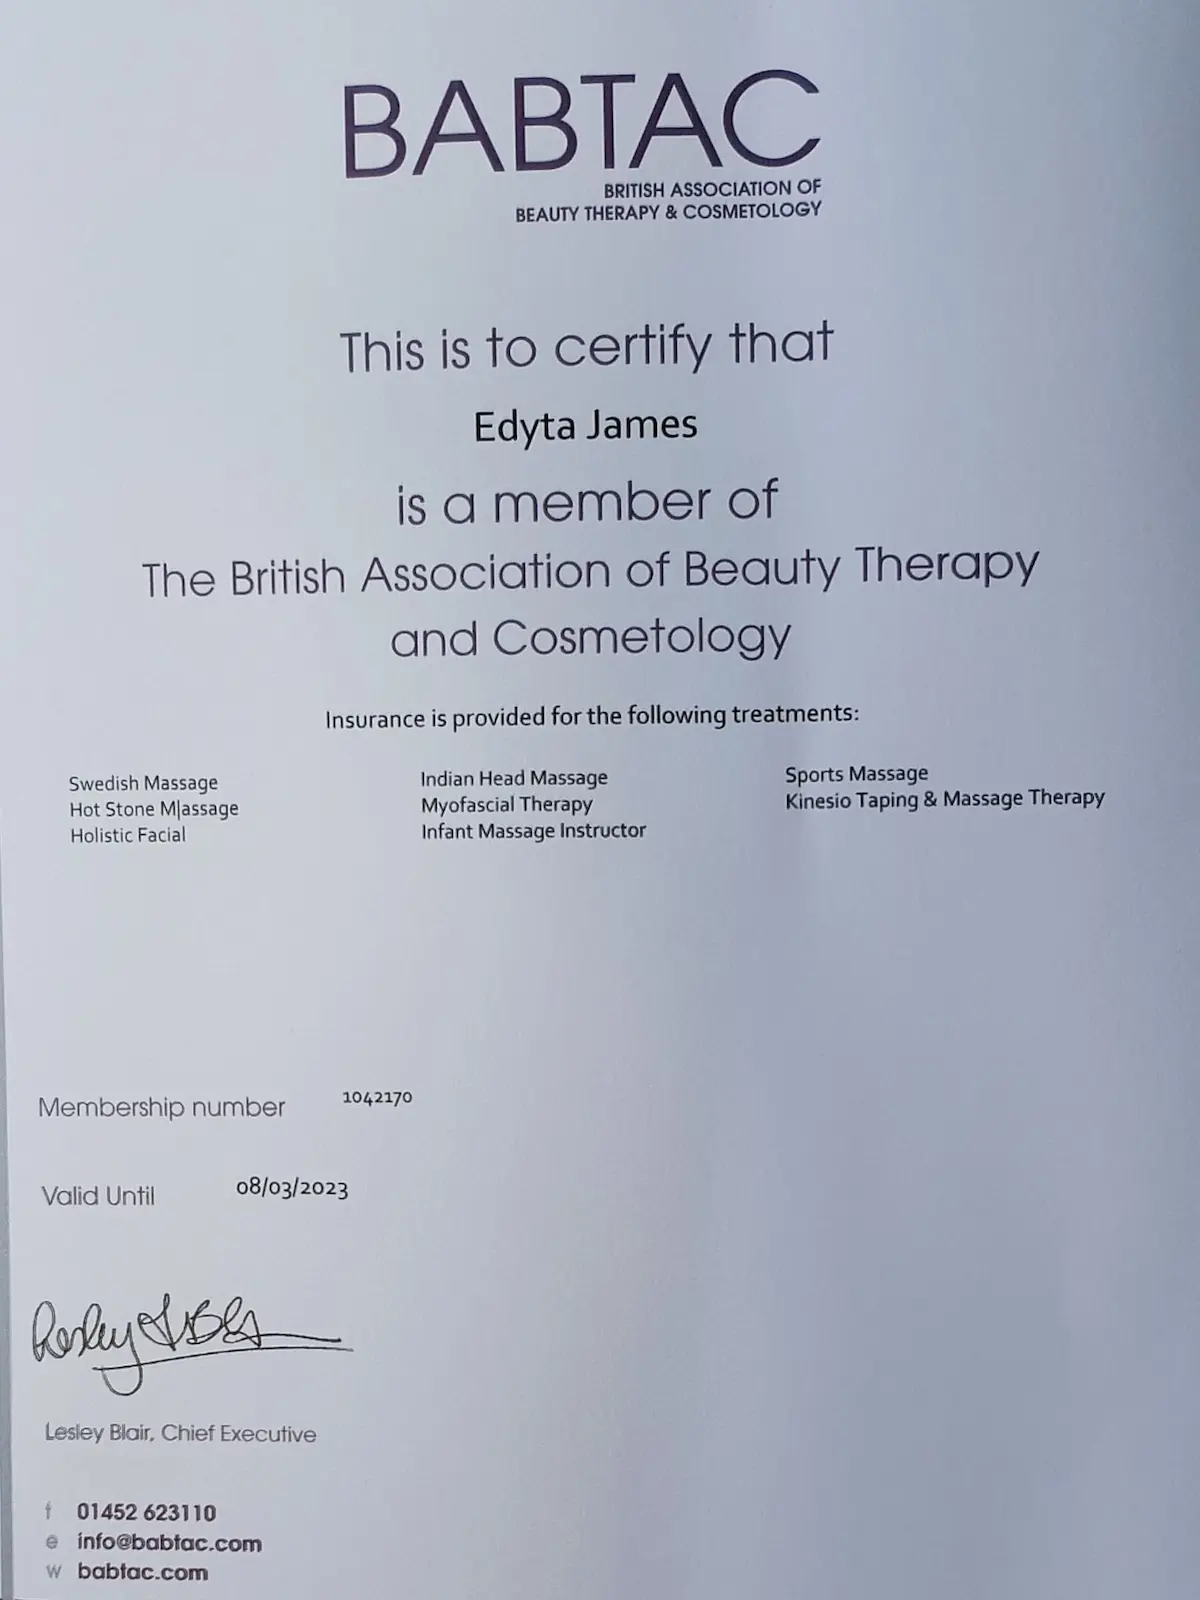 BABTAC
BRITISH ASSOCIATION OF
BEAUTY THERAPY & COSMETOLOGY
This is to certify that
Edyta James
is a member of
The British Association of Beauty Therapy
and Cosmetology
Insurance is provided for the following treatments:
Swedish Massage
Hot Stone M|assage
Holistic Facial
Indian Head Massage
Myofascial Therapy
Infant Massage Instructor
Sports Massage
Kinesio Taping & Massage Therapy
Membership number 1042170
Valid Until 08/03/2023
Lesley Blair, Chief Executive
t 01452 623110
e info@babtac.com
w babtac.com